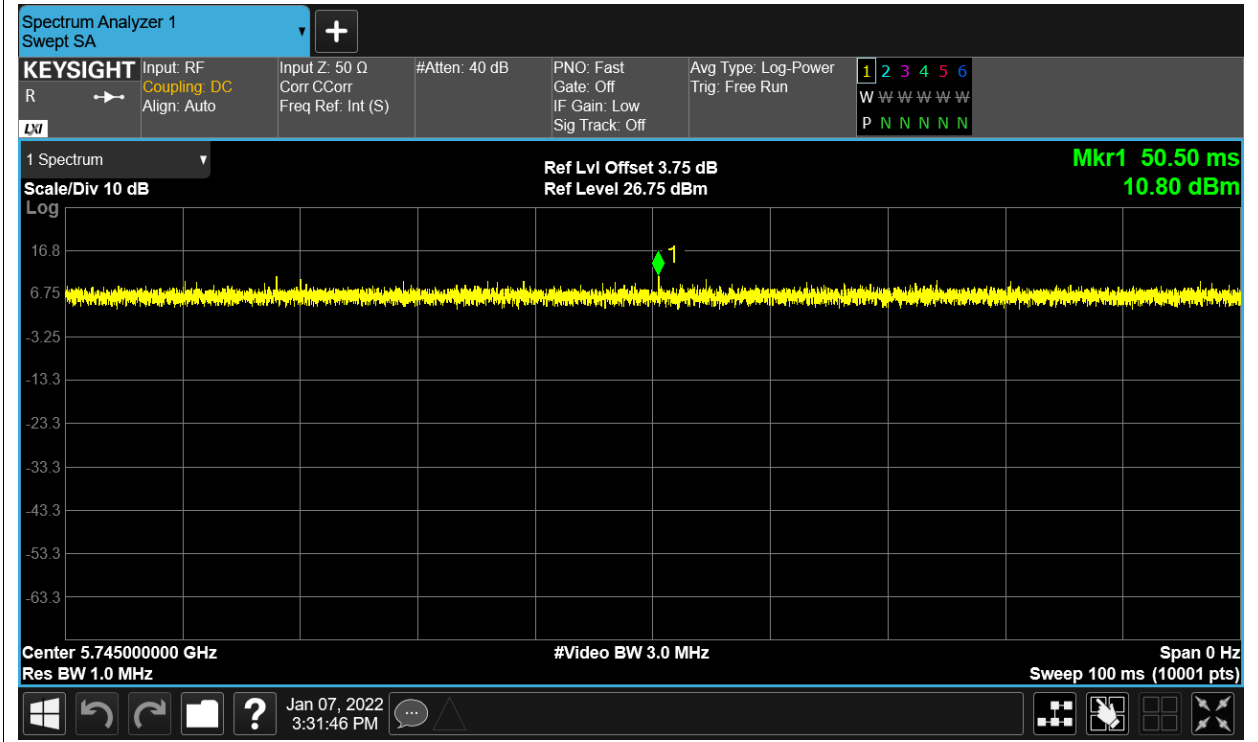 Spectrum Analyzer 1
Swept SA
KEYSIGHT
R
LXI
Input: RF
Coupling: DC
Align: Auto
Input Z: 50 Ω
Corr CCorr
Freq Ref: Int (S)
#Atten: 40 dB
PNO: Fast
Gate: Off
IF Gain: Low
Sig Track: Off
Avg Type: Log-Power
Trig: Free Run
1 2 3 4 5 6
W W W W W W
P N N N N N
1 Spectrum
Scale/Div 10 dB
Log
Ref Lvl Offset 3.75 dB
Ref Level 26.75 dBm
Mkr1 50.50 ms
10.80 dBm
1
16.8
6.75
-3.25
-13.3
-23.3
-33.3
-43.3
-53.3
-63.3
Center 5.745000000 GHz
Res BW 1.0 MHz
#Video BW 3.0 MHz
Span 0 Hz
Sweep 100 ms (10001 pts)
?
Jan 07, 2022
3:31:46 PM